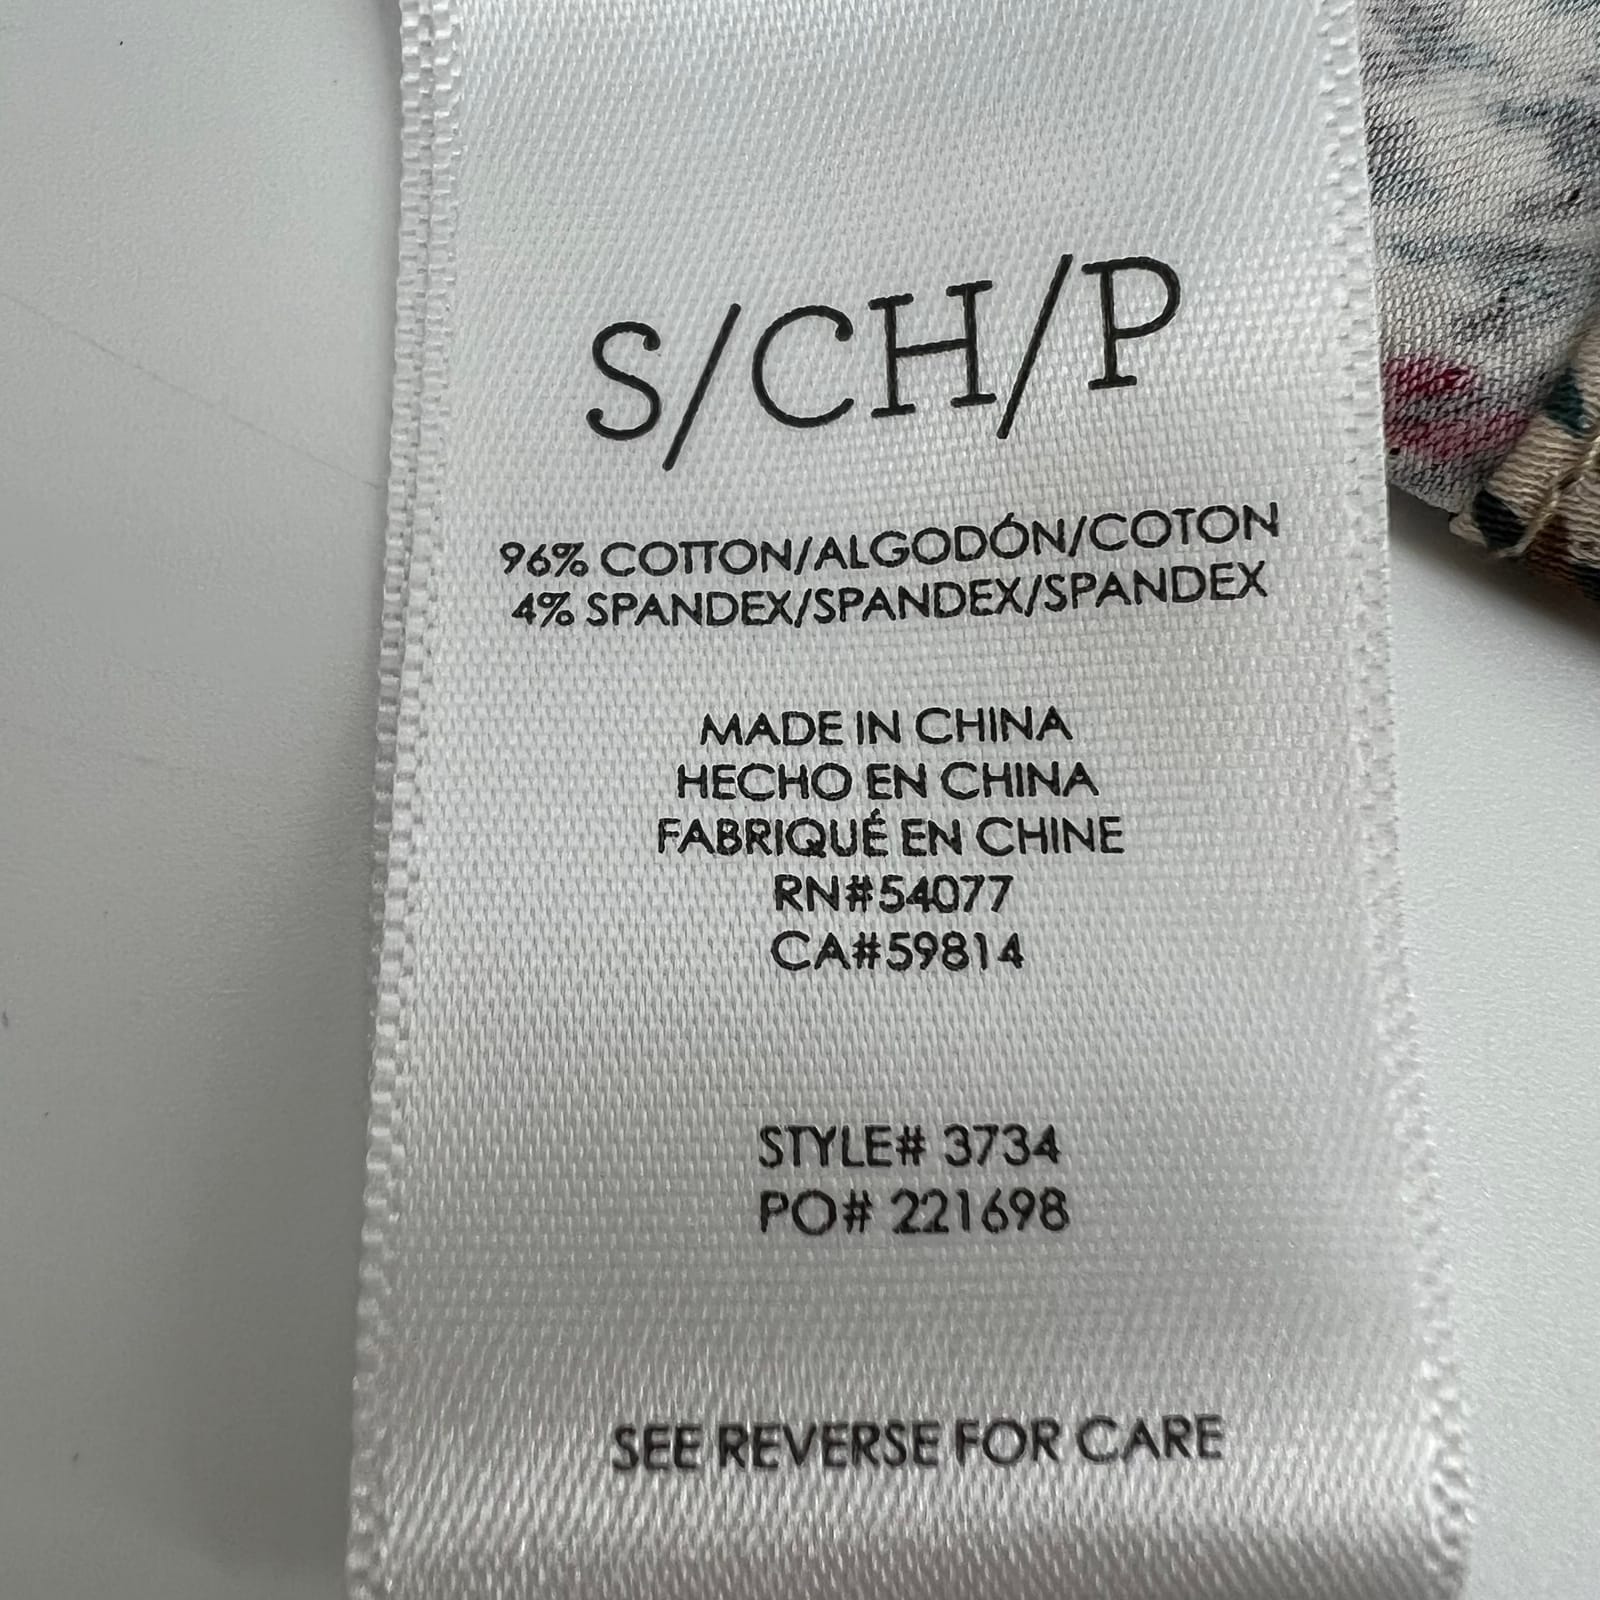 S/CH/P
96% COTTON/ALGODÓN/COTON
4% SPANDEX/SPANDEX/SPANDEX
MADE IN CHINA
HECHO EN CHINA
FABRIQUÉ EN CHINE
RN#54077
CA#59814
STYLE# 3734
PO# 221698
SEE REVERSE FOR CARE